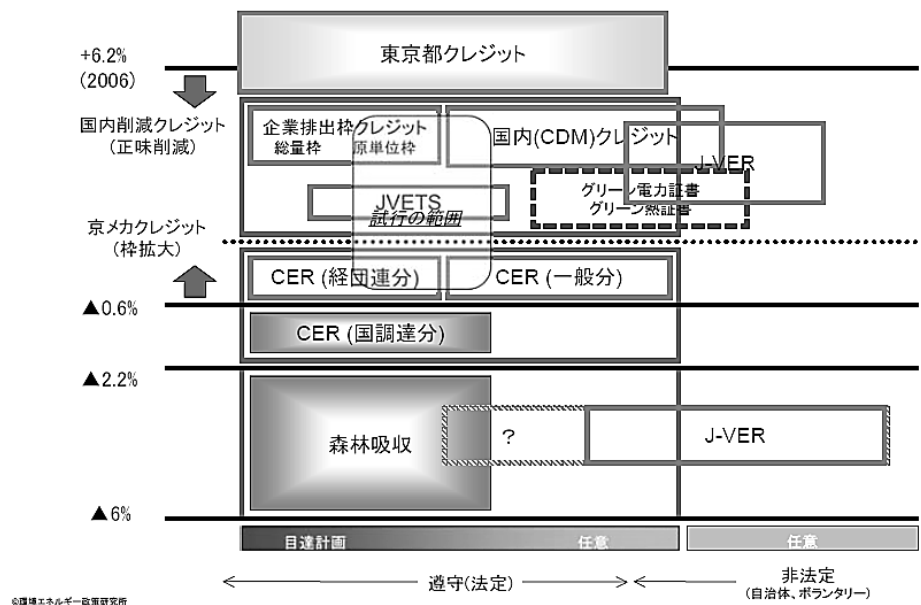 東京都クレジット
+6.2%
(2006)
国内削減クレジット
(正味削減)
企業排出枠クレジット
総量枠 原単位枠
国内(CDM)クレジット
J-VER
グリーン電力証書
グリーン熱証書
JVETS
試行の範囲
京メカクレジット
(枠拡大)
CER (経団連分)
CER (一般分)
▲0.6%
CER (国調達分)
▲2.2%
森林吸収
?
J-VER
▲6%
目達計画
任意
任意
遵守(法定)
非法定
(自治体、ボランタリー)
©環境エネルギー政策研究所